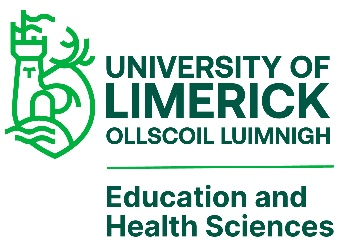 UNIVERSITY OF
LIMERICK
OLLSCOIL LUIMNIGH
Education and
Health Sciences